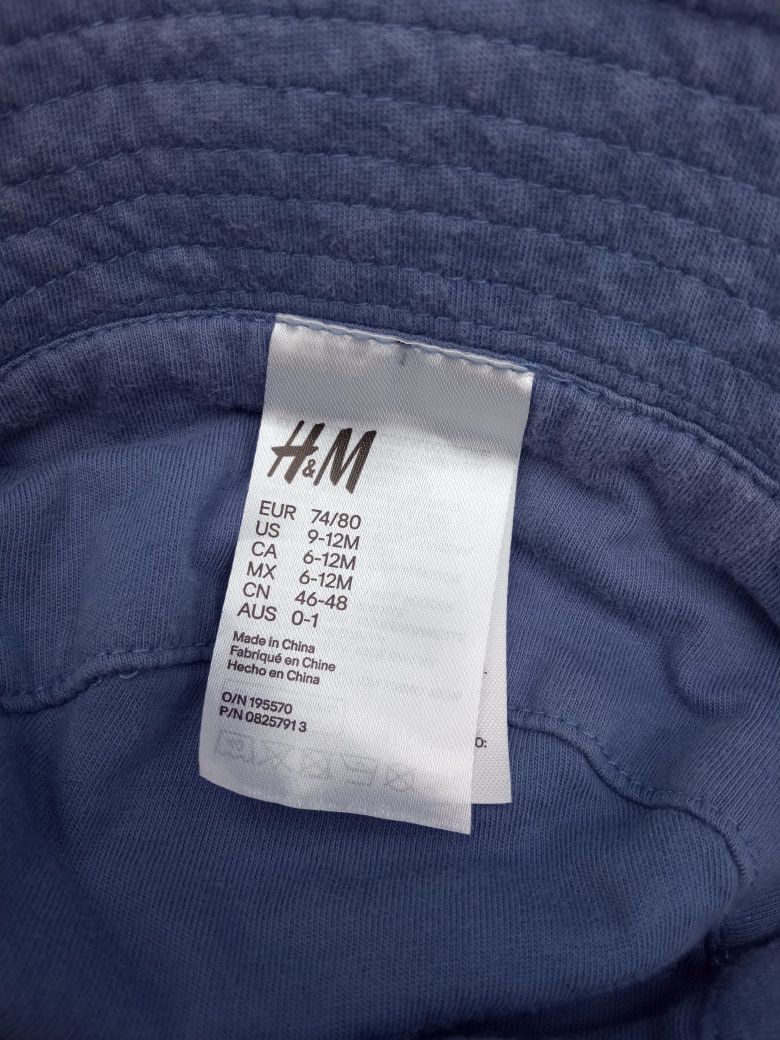 H&M
EUR 74/80
US 9-12M
CA 6-12M
MX 6-12M
CN 46-48
AUS 0-1
Made in China
Fabriqué en Chine
Hecho en China
O/N 195570
P/N 0825791 3
O: